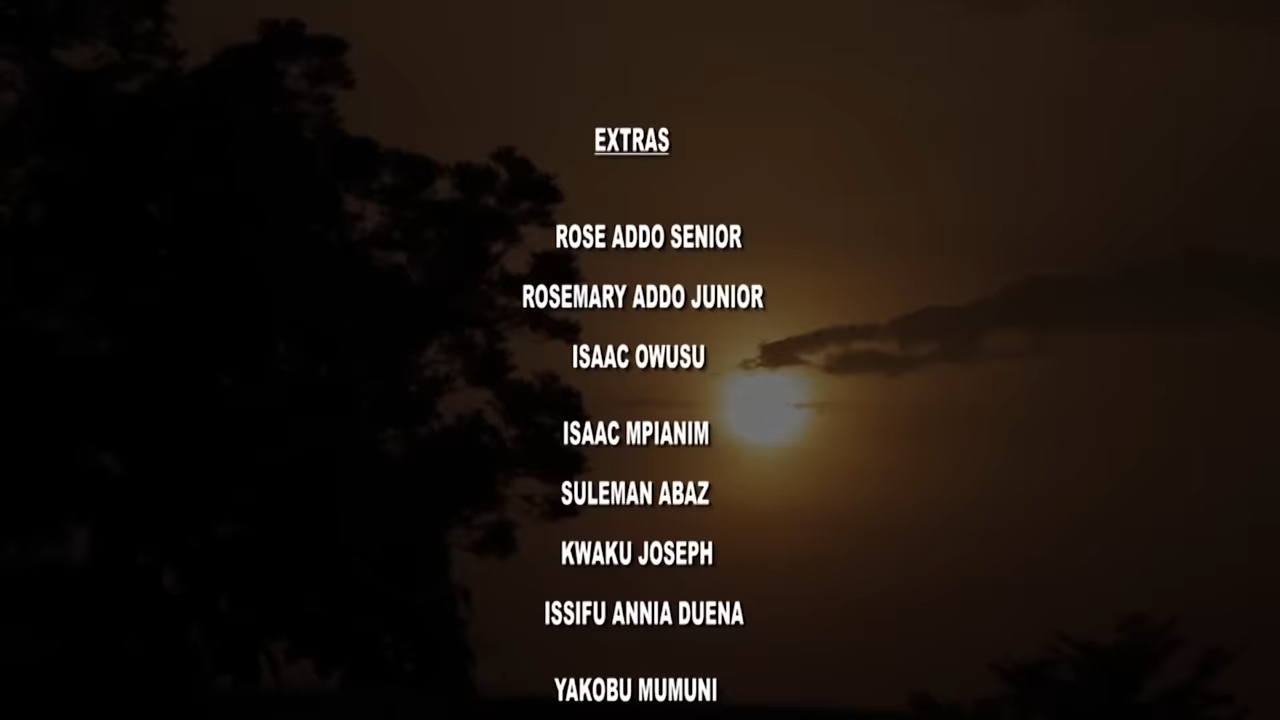 EXTRAS
ROSE ADDO SENIOR
ROSEMARY ADDO JUNIOR
ISAAC OWUSU
ISAAC MPIANIM
SULEMAN ABAZ
KWAKU JOSEPH
ISSIFU ANNIA DUENA
YAKOBU MUMUNI